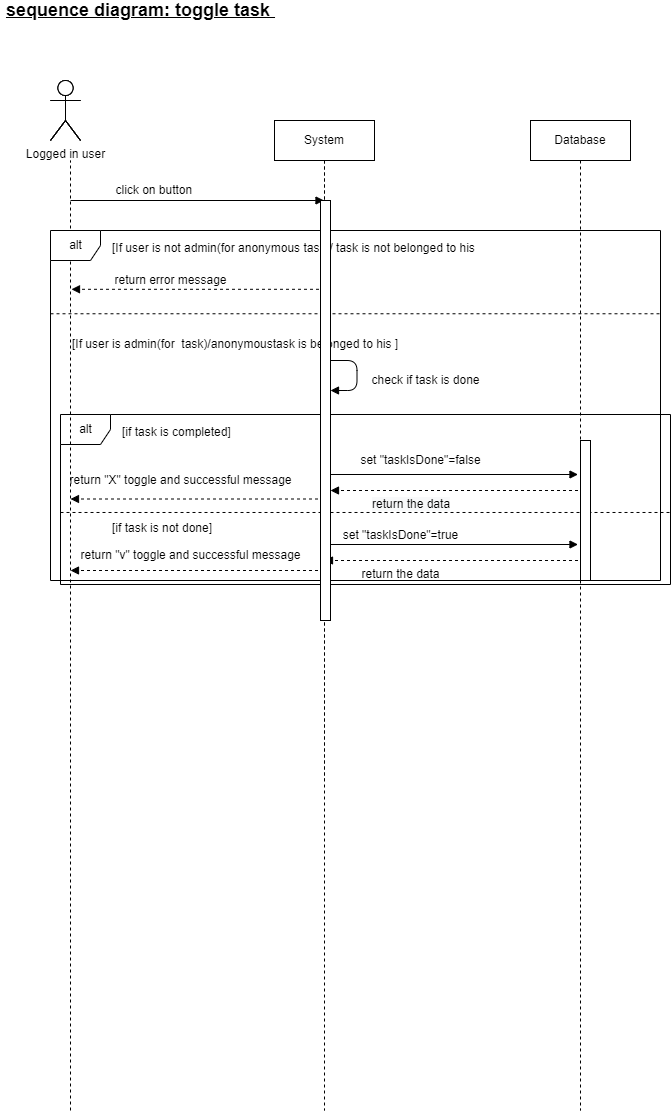 sequence diagram: toggle task
Logged in user
System
Database
click on button
alt
[If user is not admin(for anonymous tas / task is not belonged to his
return error message
[If user is admin(for task)/anonymoustask is be onged to his ]
check if task is done
alt
[if task is completed]
set "taskIsDone"=false
return "X" toggle and successful message
return the data
[if task is not done]
set "taskIsDone"=true
return "v" toggle and successful message
return the data